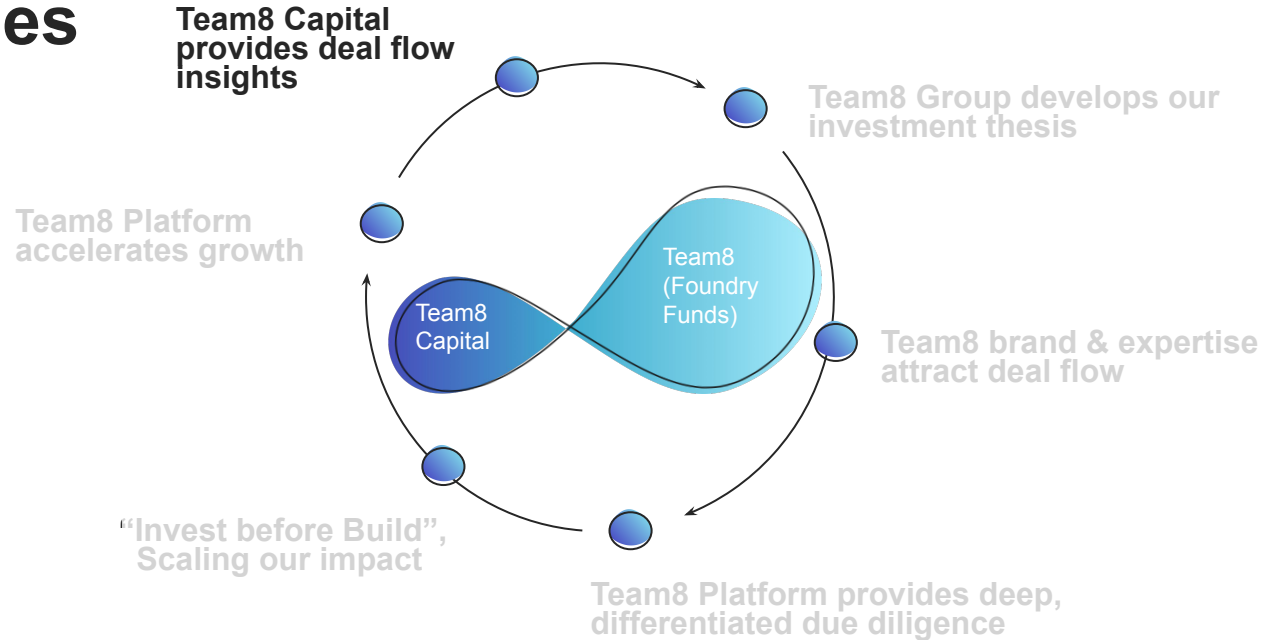 es
Team8 Capital
provides deal flow
insights
Team8 Group develops our
investment thesis
Team8 Platform
accelerates growth
Team8
(Foundry
Funds)
Team8
Capital
Team8 brand & expertise
attract deal flow
“Invest before Build”,
Scaling our impact
Team8 Platform provides deep,
differentiated due diligence